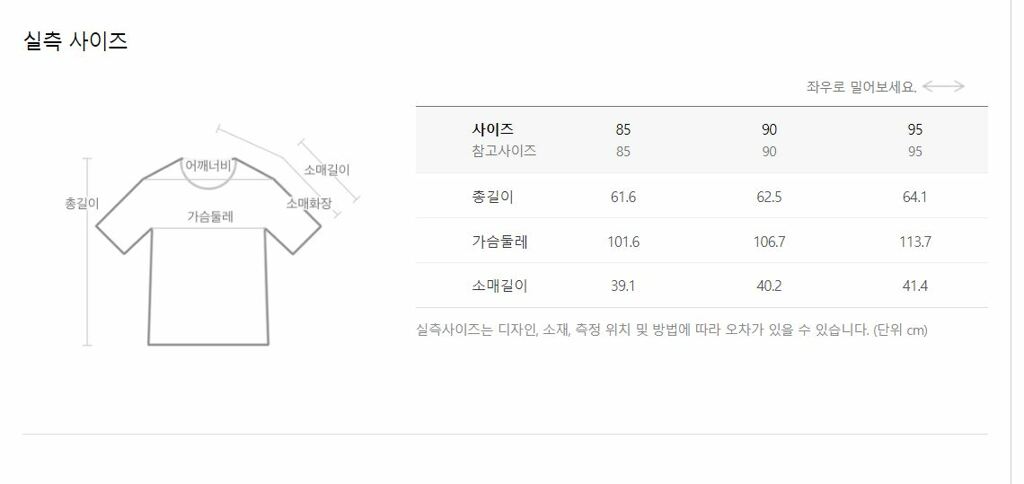 실측 사이즈
좌우로 밀어보세요.
어깨너비
소매길이
총길이
소매화장
가슴둘레
사이즈 85 90 95
참고사이즈 85 90 95
총길이 61.6 62.5 64.1
가슴둘레 101.6 106.7 113.7
소매길이 39.1 40.2 41.4
실측사이즈는 디자인, 소재, 측정 위치 및 방법에 따라 오차가 있을 수 있습니다. (단위 cm)